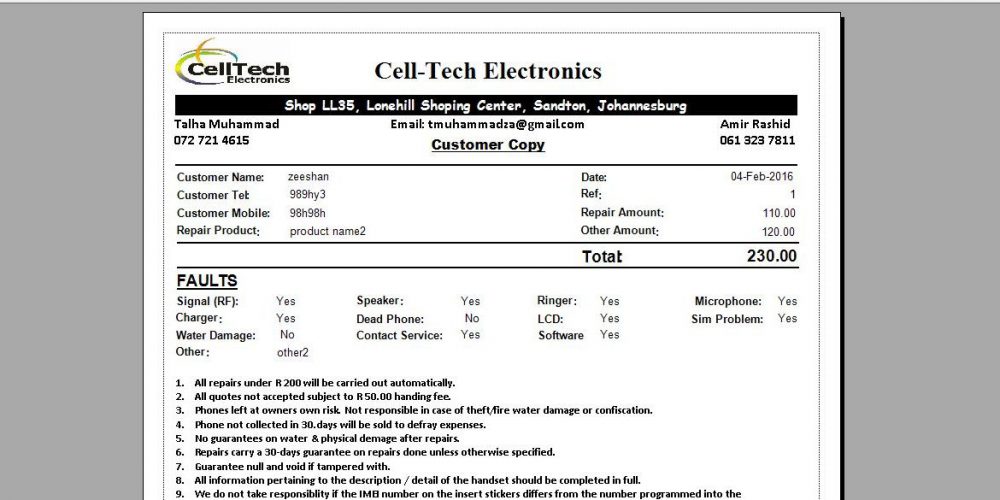 CellTech
Electronics
Cell-Tech Electronics
Shop LL35, Lonehill Shoping Center, Sandton, Johannesburg
Talha Muhammad Email: tmuhammadza@gmail.com Amir Rashid
072 721 4615 Customer Copy 061 323 7811
Customer Name: zeeshan Date: 04-Feb-2016
Customer Tel: 989hy3 Ref: 1
Customer Mobile: 98h98h Repair Amount: 110.00
Repair Product: product name2 Other Amount: 120.00
Total: 230.00
FAULTS
Signal (RF): Yes Speaker: Yes Ringer: Yes Microphone: Yes
Charger: Yes Dead Phone: No LCD: Yes Sim Problem: Yes
Water Damage: No Contact Service: Yes Software Yes
Other: other2
1. All repairs under R 200 will be carried out automatically.
2. All quotes not accepted subject to R 50.00 handing fee.
3. Phones left at owners own risk. Not responsible in case of theft/fire water damage or confiscation.
4. Phone not collected in 30.days will be sold to defray expenses.
5. No guarantees on water & physical demage after repairs.
6. Repairs carry a 30-days guarantee on repairs done unless otherwise specified.
7. Guarantee null and void if tampered with.
8. All information pertaining to the description / detail of the handset should be completed in full.
9. We do not take responsiblity if the IMEI number on the insert stickers differs from the number programmed into the